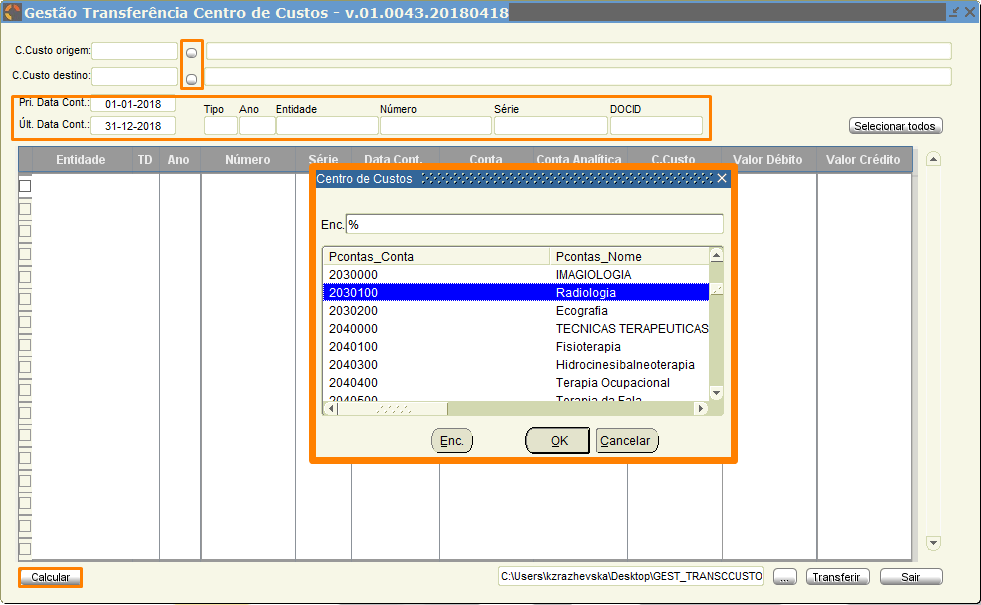 Gestão Transferência Centro de Custos - v.01.0043.20180418
C.Custo origem:
C.Custo destino:
Pri. Data Cont.: 01-01-2018
Últ. Data Cont.: 31-12-2018
Tipo Ano Entidade Número Série DOCID
Selecionar todos
Entidade TD Ano Número Série Data Cont. Conta Conta Analítica C.Custo Valor Débito Valor Crédito
Centro de Custos
Enc. %
Pcontas_Conta Pcontas_Nome
2030000 IMAGIOLOGIA
2030100 Radiologia
2030200 Ecografia
2040000 TECNICAS TERAPEUTICAS
2040100 Fisioterapia
2040300 Hidrocinesibalneoterapia
2040400 Terapia Ocupacional
2040500 Terapia da Fala
Enc. OK Cancelar
Calcular C:\Users\kzrazhevska\Desktop\GEST_TRANSCCUSTO ... Transferir Sair